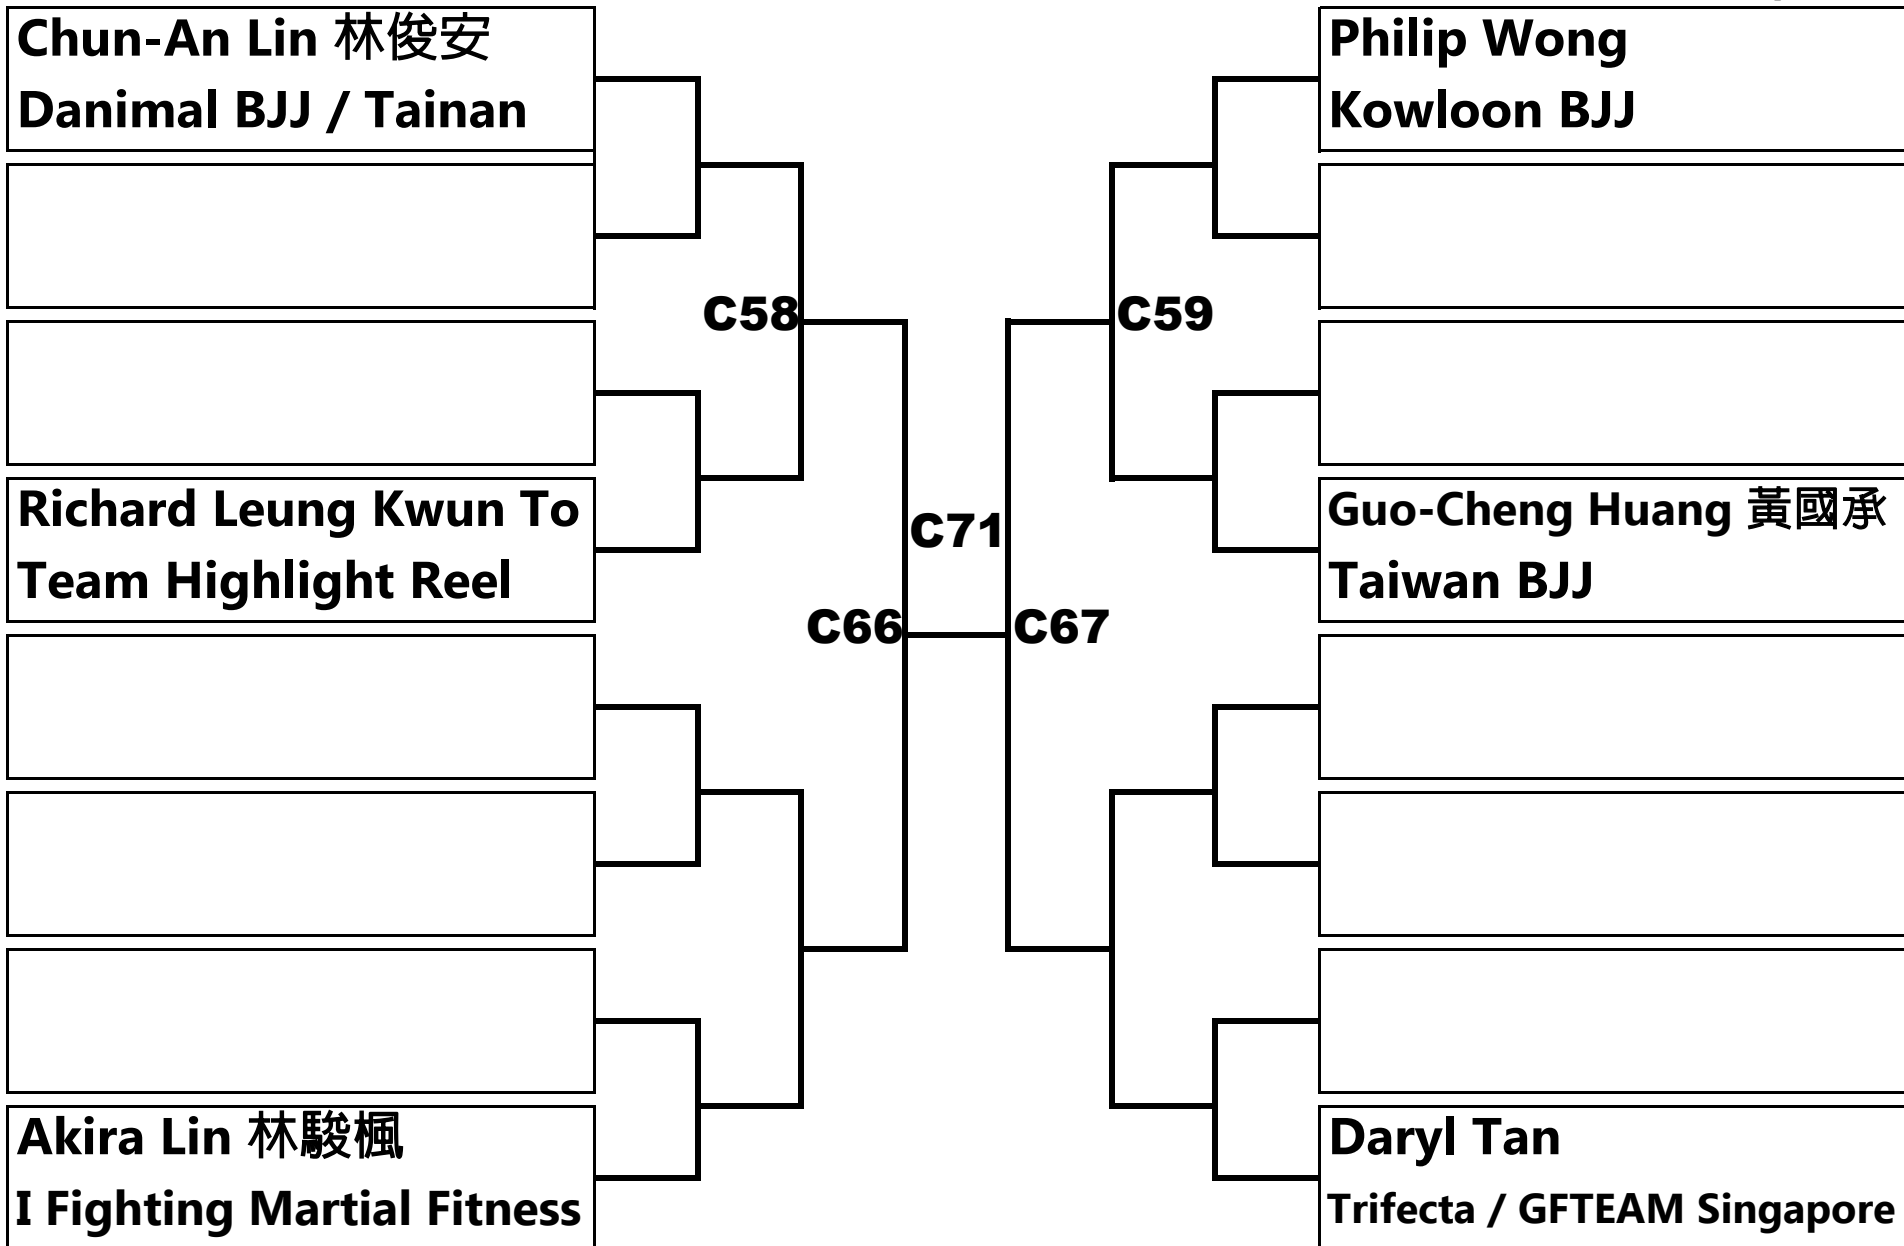 Chun-An Lin 林俊安
Danimal BJJ / Tainan
Richard Leung Kwun To
Team Highlight Reel
Akira Lin 林駿楓
I Fighting Martial Fitness
C58
C66
C71
C67
C59
Philip Wong
Kowloon BJJ
Guo-Cheng Huang 黃國承
Taiwan BJJ
Daryl Tan
Trifecta / GFTEAM Singapore